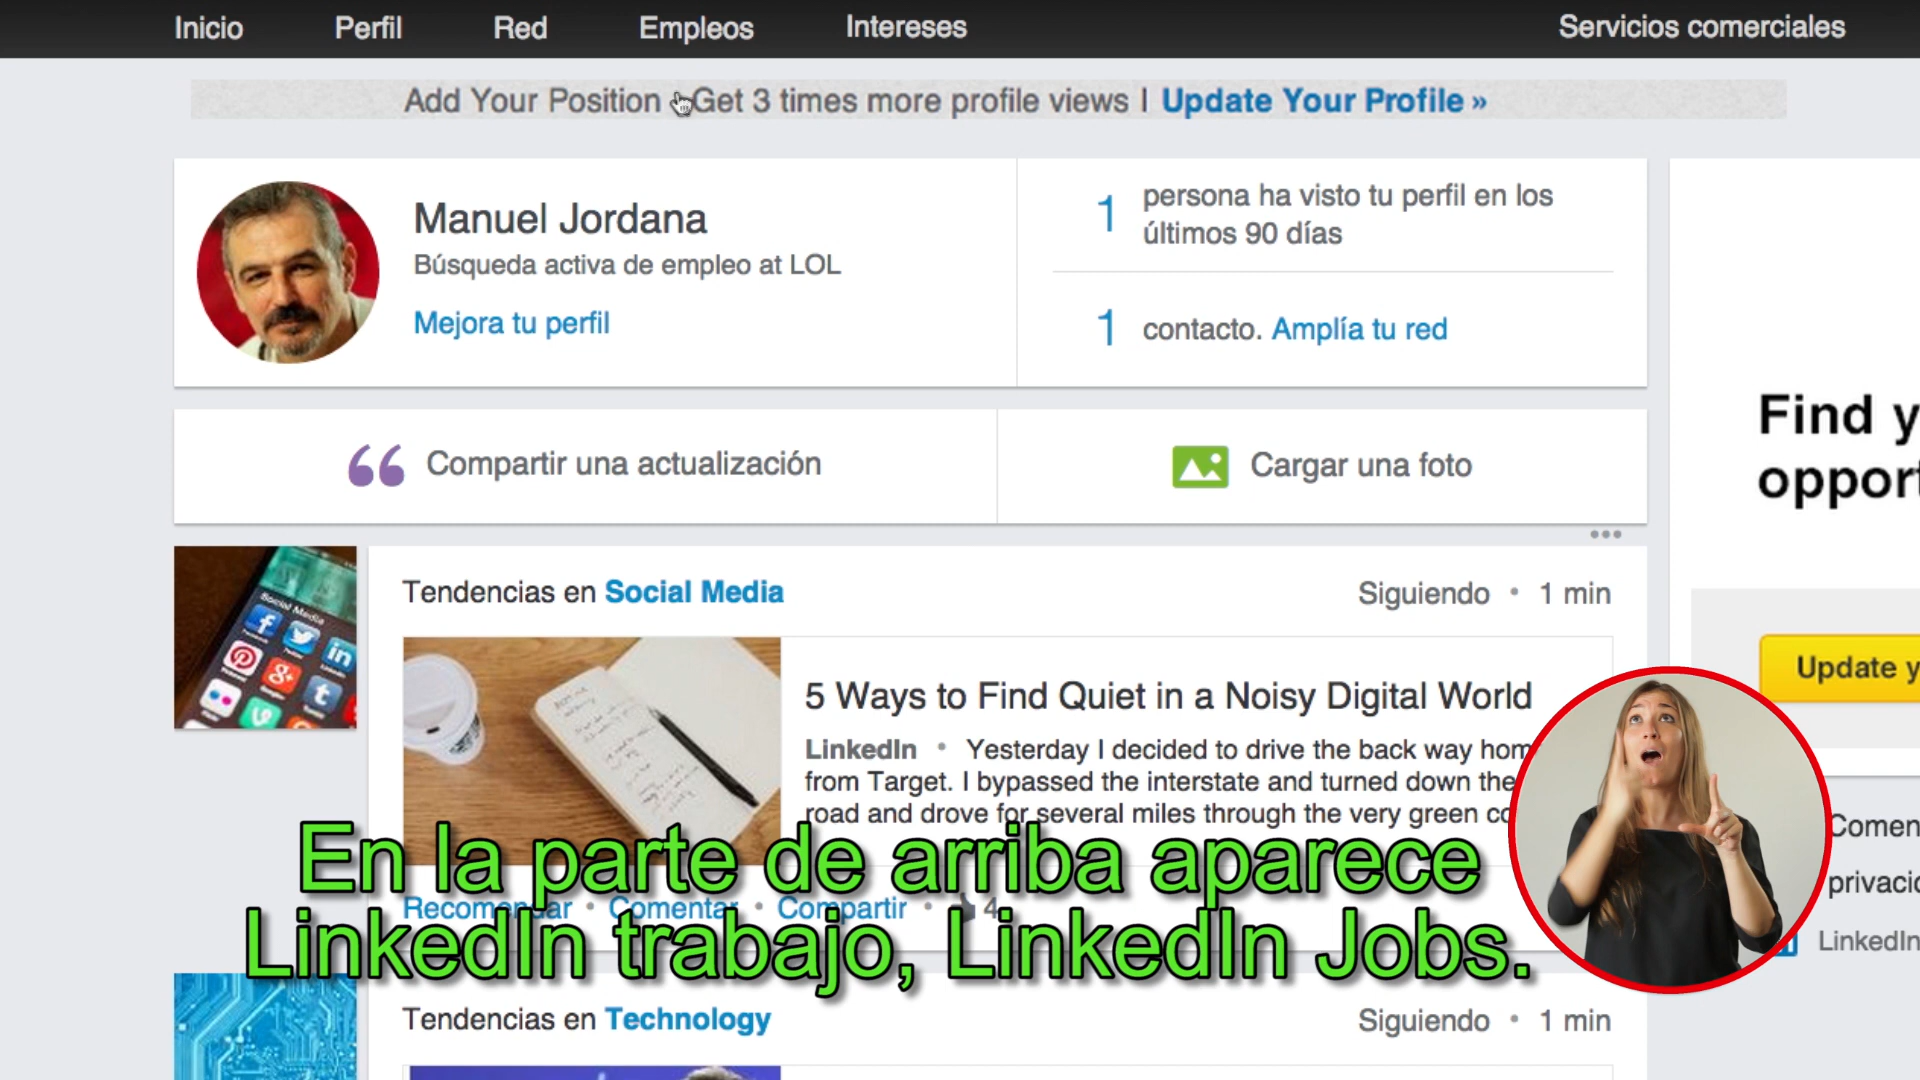 Inicio Perfil Red Empleos Intereses Servicios comerciales
Add Your Position Get 3 times more profile views | Update Your Profile »
Manuel Jordana
Búsqueda activa de empleo at LOL
Mejora tu perfil
1 persona ha visto tu perfil en los
últimos 90 días
1 contacto. Amplía tu red
Compartir una actualización
Cargar una foto
Find y
opport
Tendencias en Social Media
Siguiendo • 1 min
Social Media
5 Ways to Find Quiet in a Noisy Digital World
LinkedIn • Yesterday I decided to drive the back way hom
from Target. I bypassed the interstate and turned down the
road and drove for several miles through the very green co
Update y
Recomendar • Comentar • Compartir • 4
Comen
privacid
LinkedIn
En la parte de arriba aparece
LinkedIn trabajo, LinkedIn Jobs.
Tendencias en Technology
Siguiendo • 1 min